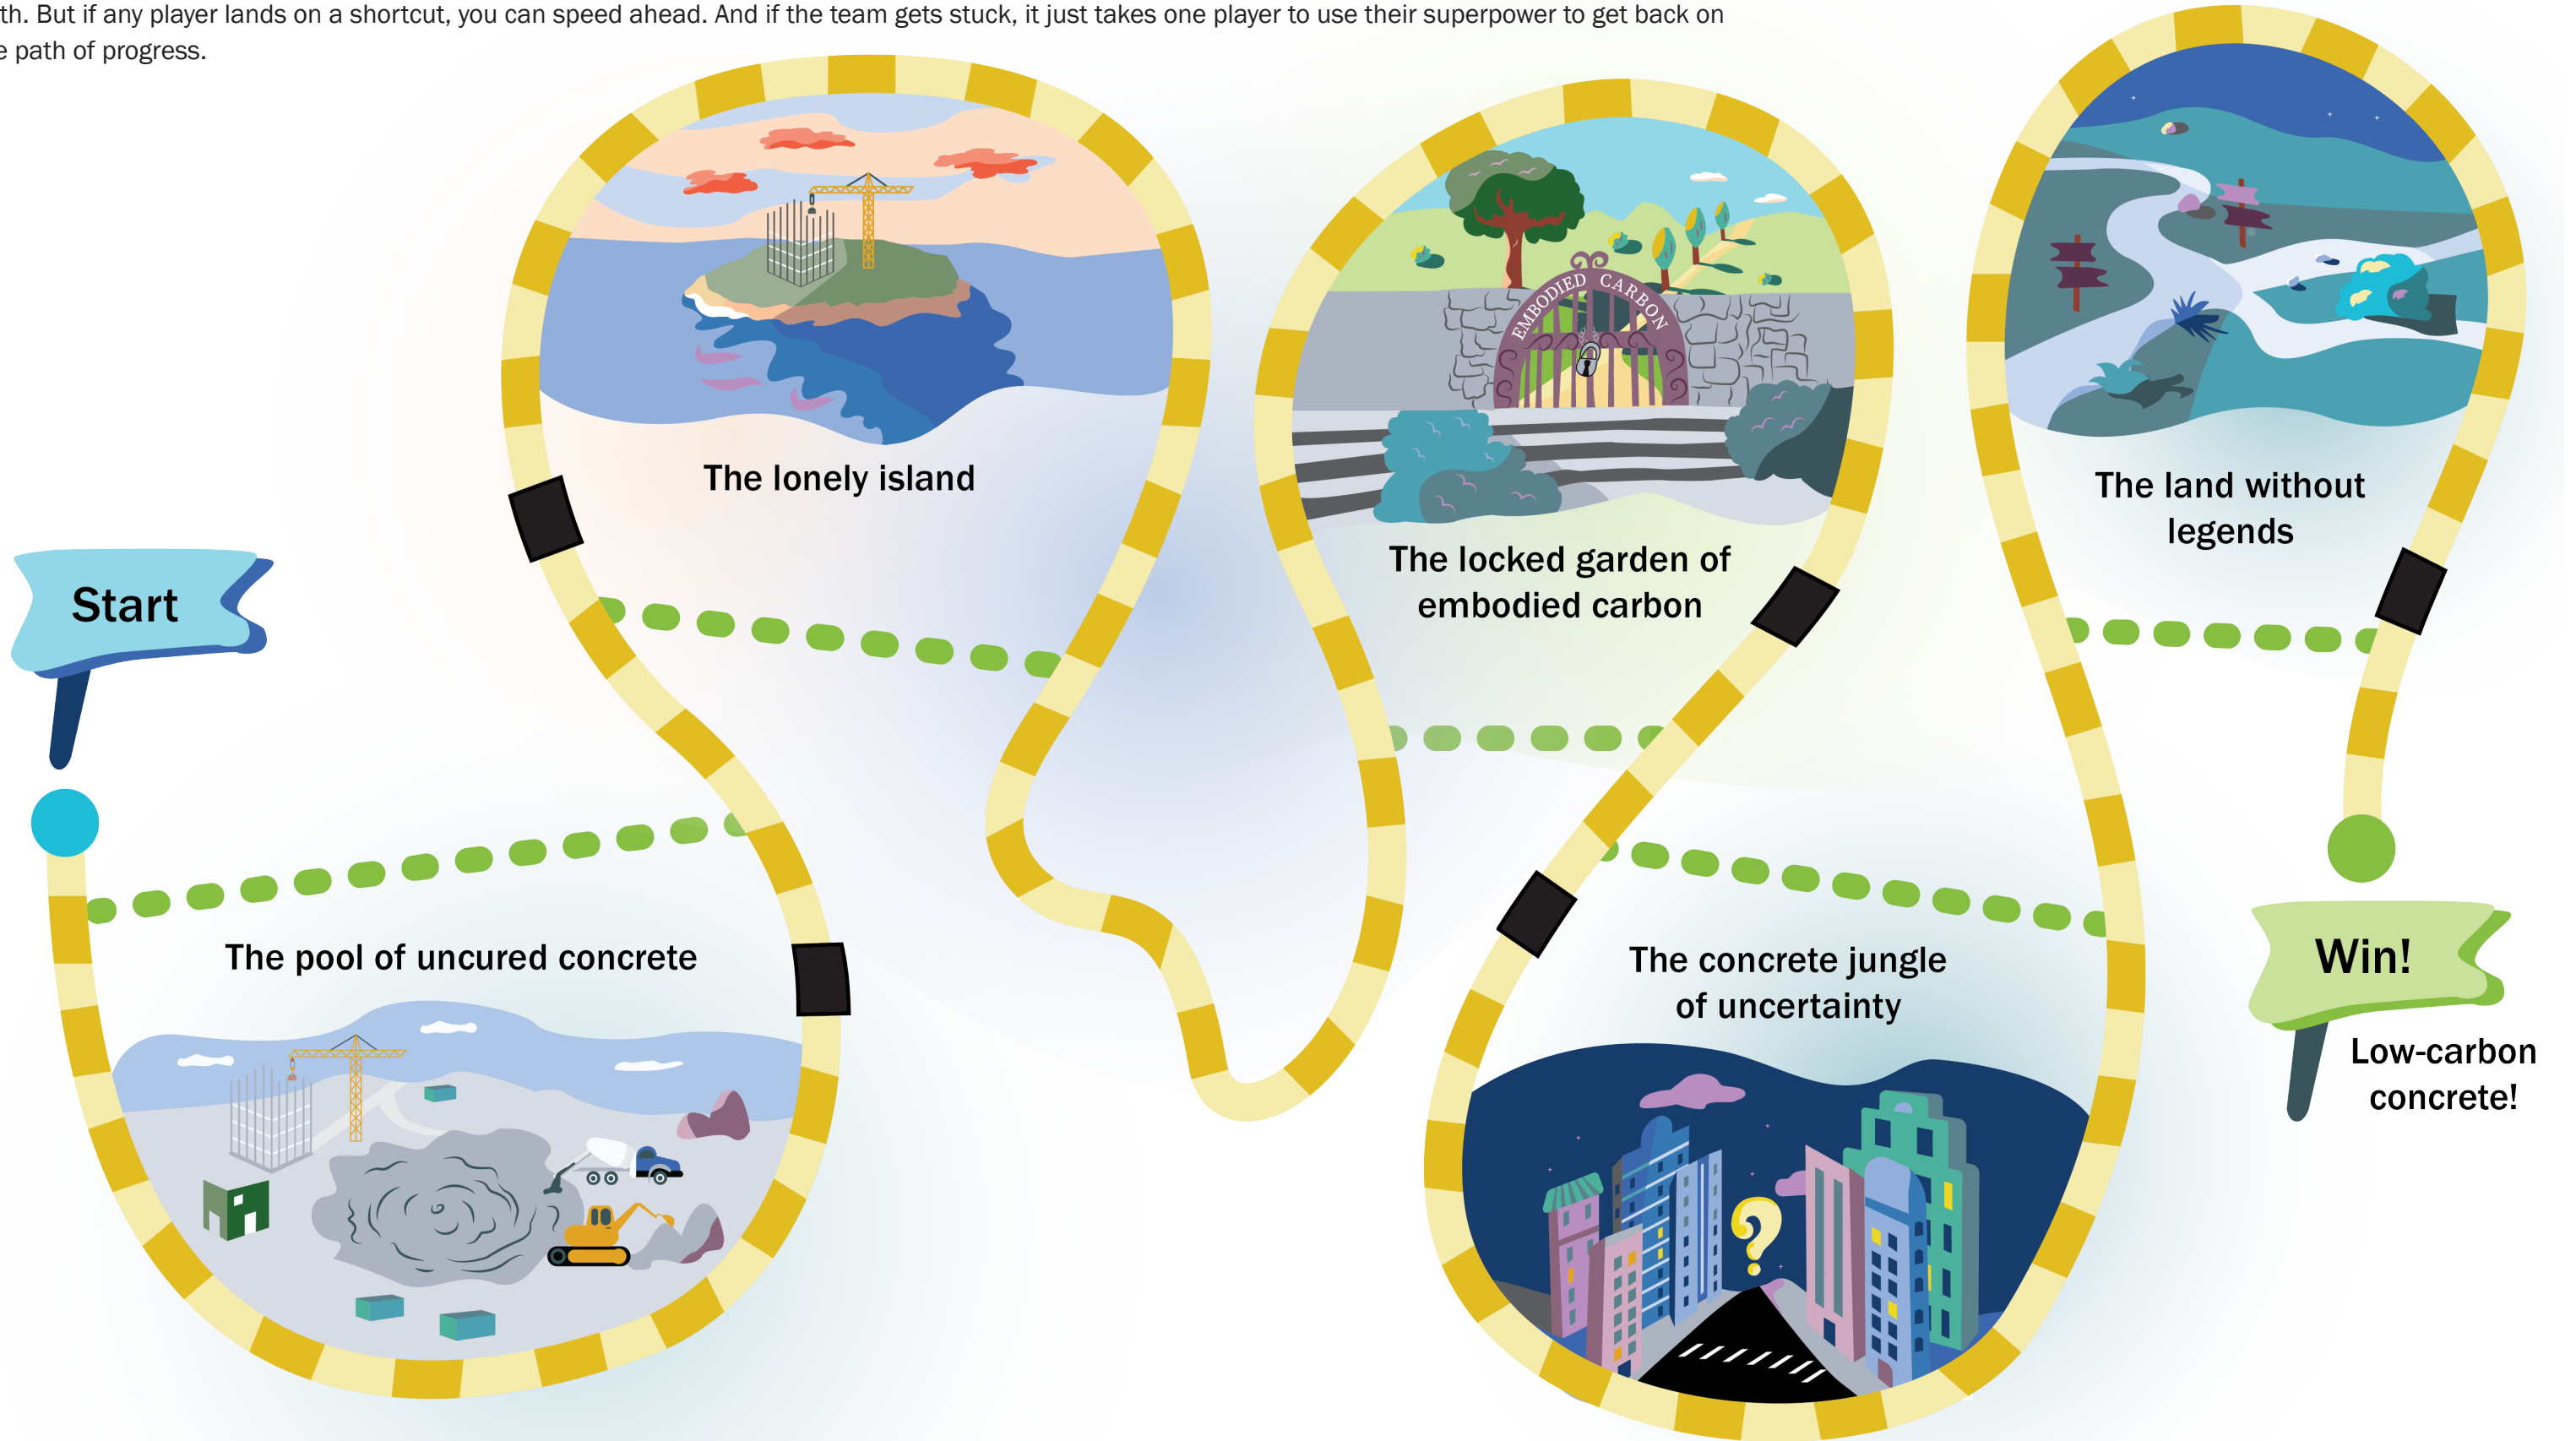 th. But if any player lands on a shortcut, you can speed ahead. And if the team gets stuck, it just takes one player to use their superpower to get back on
e path of progress.
Start
The lonely island
The pool of uncured concrete
EMBODIED CARBON
The locked garden of
embodied carbon
The concrete jungle
of uncertainty
?
The land without
legends
Win!
Low-carbon
concrete!